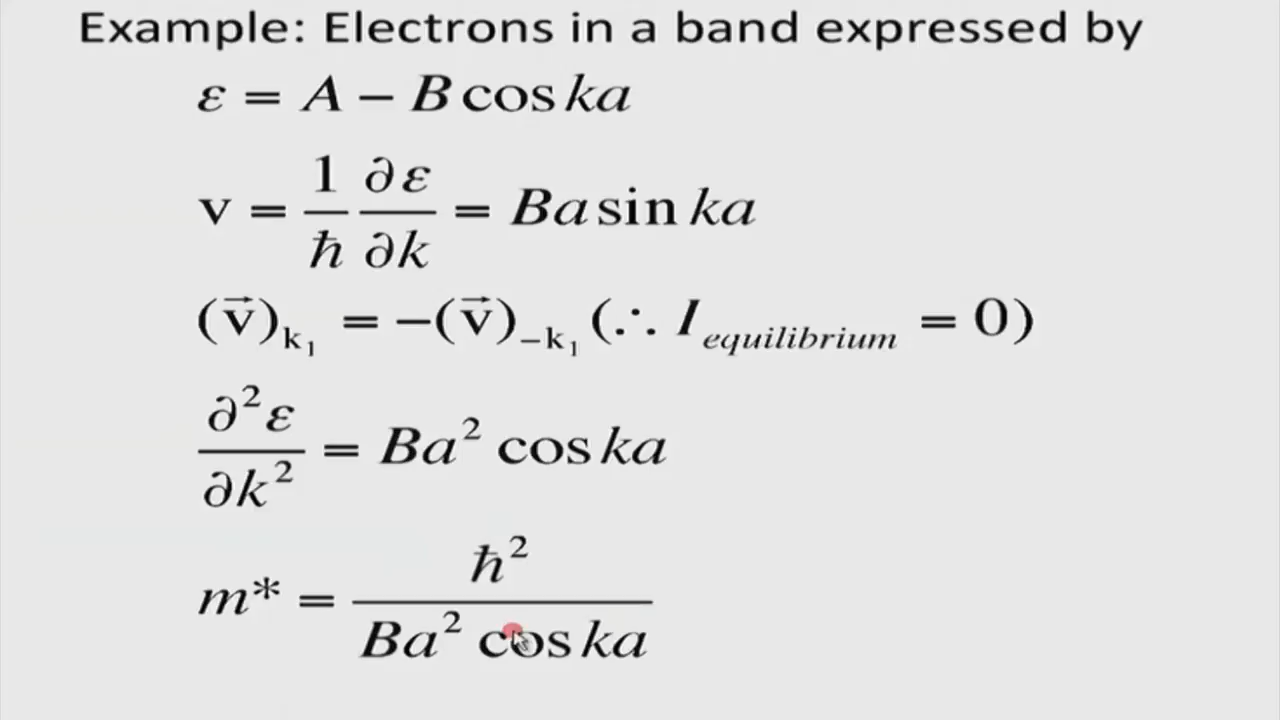 Example: Electrons in a band expressed by
ε = A − B cos ka
v = 1/ħ ∂ε/∂k = Ba sin ka
(v⃗)k₁ = −(v⃗)−k₁ (∴ I equilibrium = 0)
∂²ε/∂k² = Ba² cos ka
m* = ħ²/Ba² cos ka